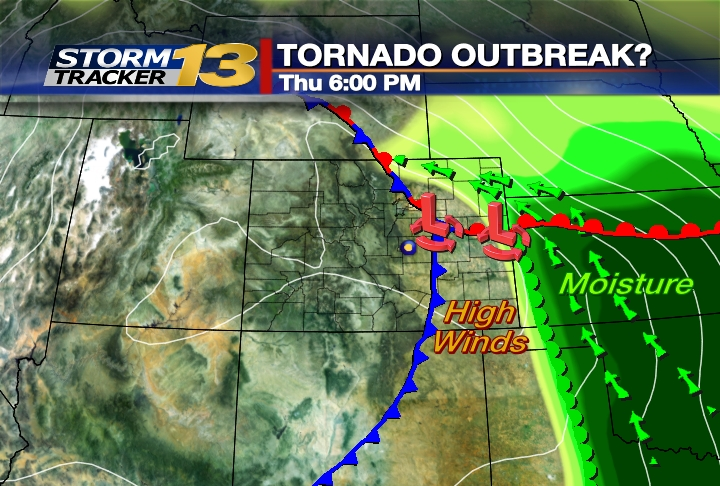 STORM
TRACKER 13
TORNADO OUTBREAK?
Thu 6:00 PM
L
L
Moisture
High
Winds